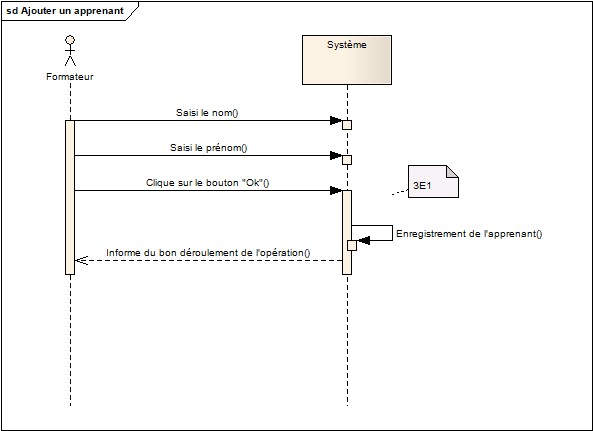 sd Ajouter un apprenant
Système
Formateur
Saisi le nom()
Saisi le prénom()
Clique sur le bouton "Ok"()
3E1
Enregistrement de l'apprenant()
Informe du bon déroulement de l'opération()